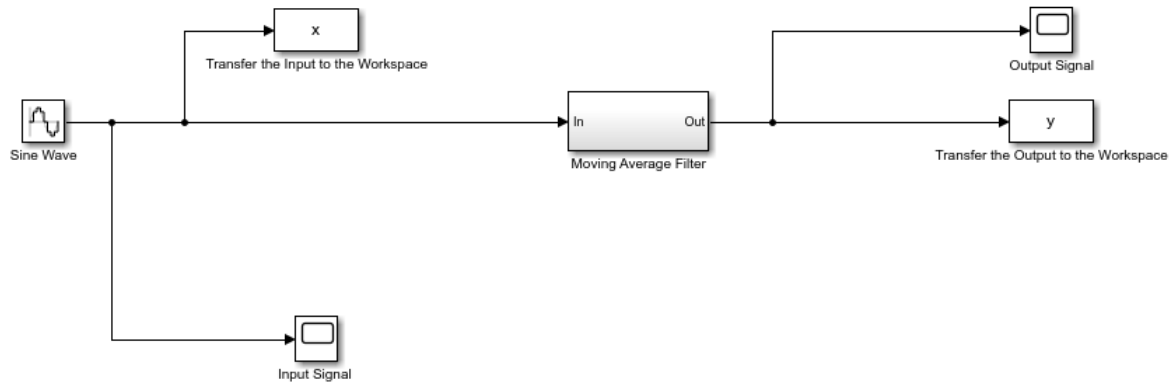 x
Transfer the Input to the Workspace
Output Signal
Sine Wave
In
Out
Moving Average Filter
y
Transfer the Output to the Workspace
Input Signal